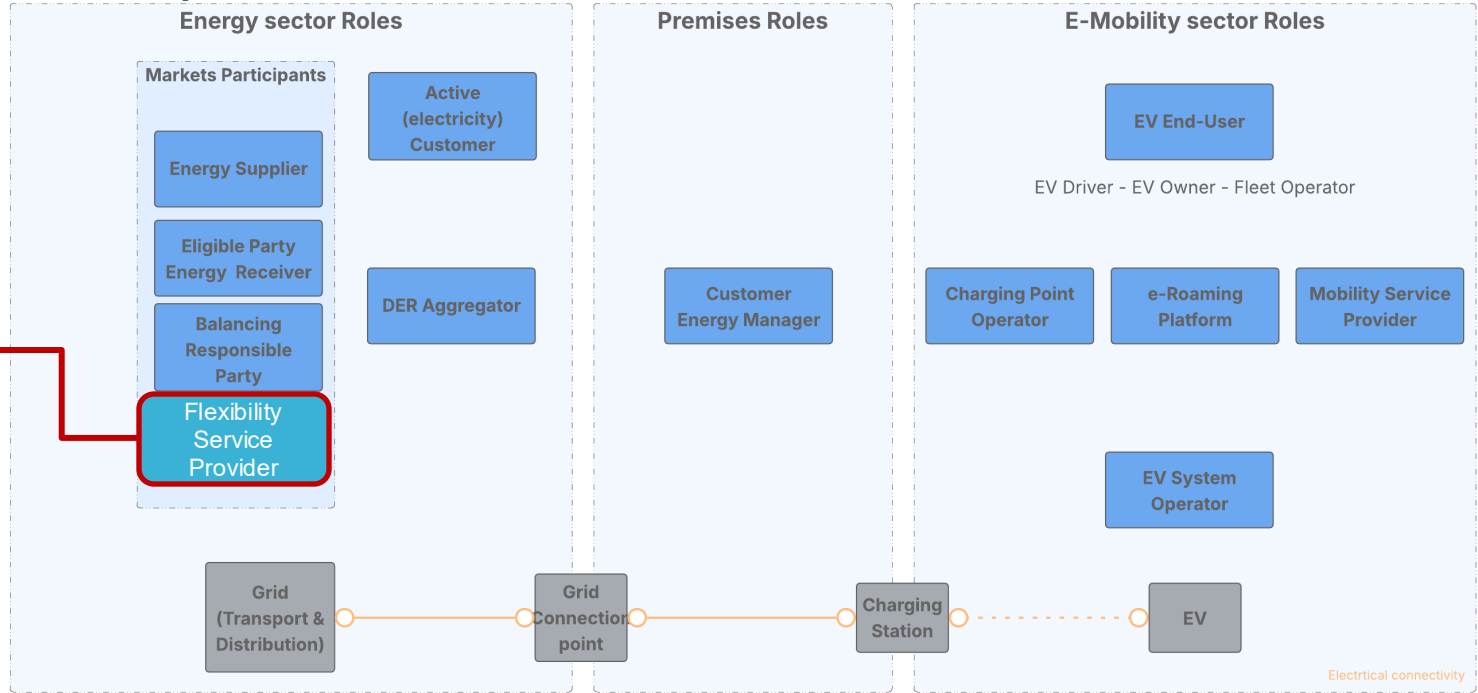 Energy sector Roles
Premises Roles
E-Mobility sector Roles
Markets Participants
Active
(electricity)
Customer
EV End-User
Energy Supplier
EV Driver - EV Owner - Fleet Operator
Eligible Party
Energy Receiver
DER Aggregator
Customer
Energy Manager
Charging Point
Operator
e-Roaming
Platform
Mobility Service
Provider
Balancing
Responsible
Party
Flexibility
Service
Provider
EV System
Operator
Grid
(Transport &
Distribution)
Grid
Connection
point
Charging
Station
EV
Electrtical connectivity